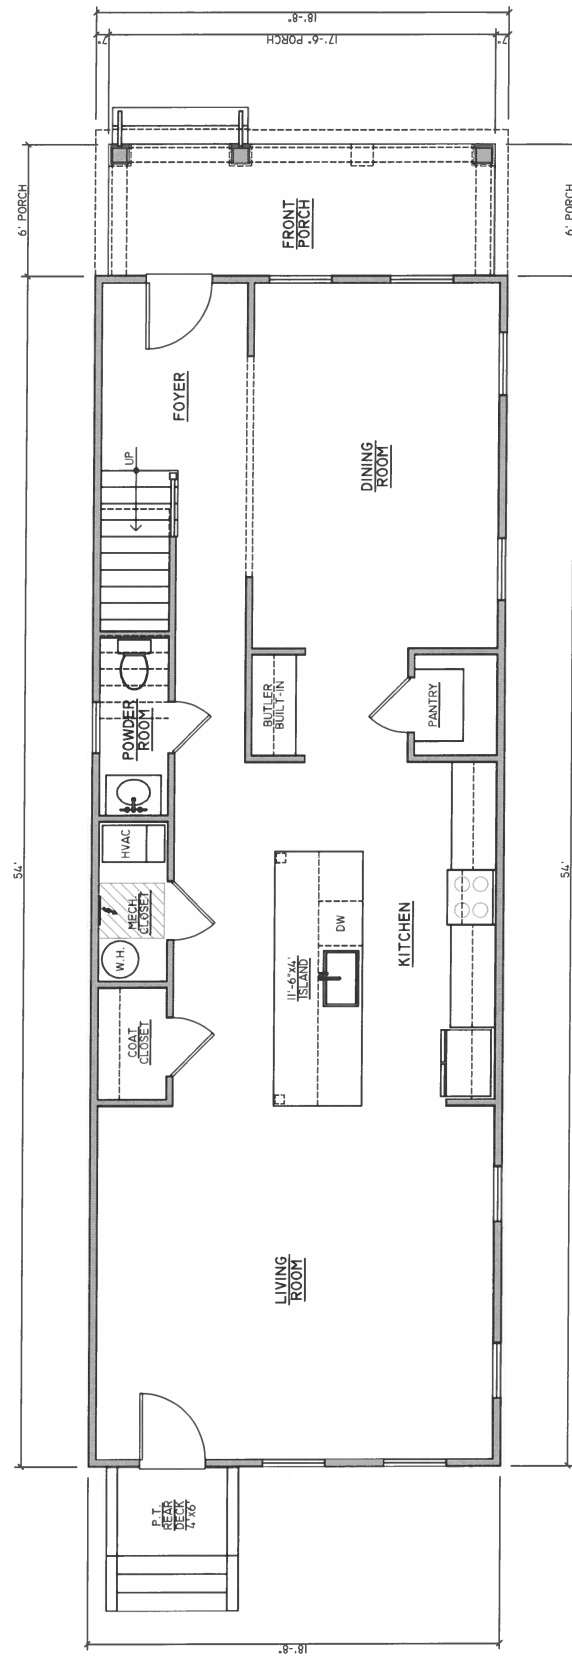 18'-8"
7"
17'-6" PORCH
7"
6' PORCH
6' PORCH
FRONT
PORCH
FOYER
UP
DINING
ROOM
BUTLER
BUILT-IN
PANTRY
POWDER
ROOM
HVAC
MECH.
CLOSET
W.H.
COAT
CLOSET
DW
11'-6"x4'
ISLAND
KITCHEN
54'
54'
LIVING
ROOM
P.T.
REAR
DECK
4'x6'
18'-8"